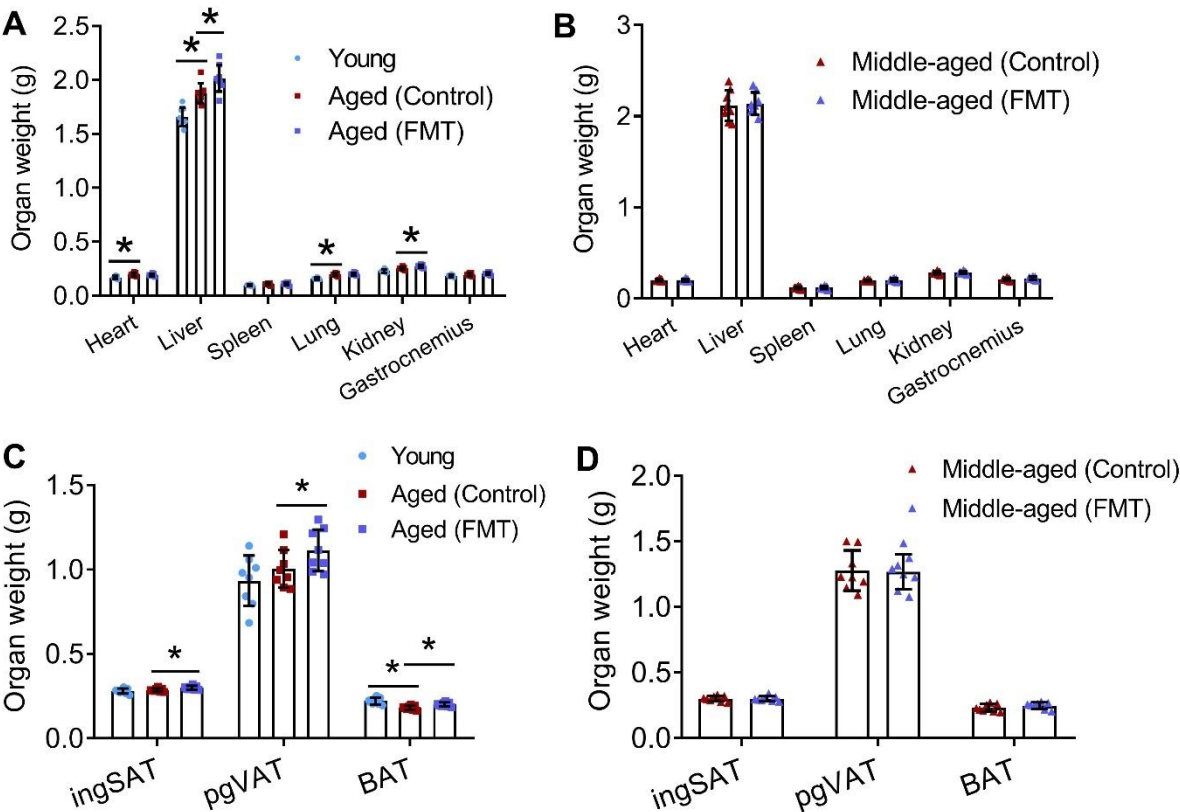 A
Organ weight (g)
2.5
2.0
1.5
1.0
0.5
0.0
*
*
*
*
*
Young
Aged (Control)
Aged (FMT)
Heart
Liver
Spleen
Lung
Kidney
Gastrocnemius
B
Organ weight (g)
3
2
1
0
Middle-aged (Control)
Middle-aged (FMT)
Heart
Liver
Spleen
Lung
Kidney
Gastrocnemius
C
Organ weight (g)
1.5
1.0
0.5
0.0
*
*
*
*
Young
Aged (Control)
Aged (FMT)
ingSAT
pgVAT
BAT
D
Organ weight (g)
2.0
1.5
1.0
0.5
0.0
Middle-aged (Control)
Middle-aged (FMT)
ingSAT
pgVAT
BAT